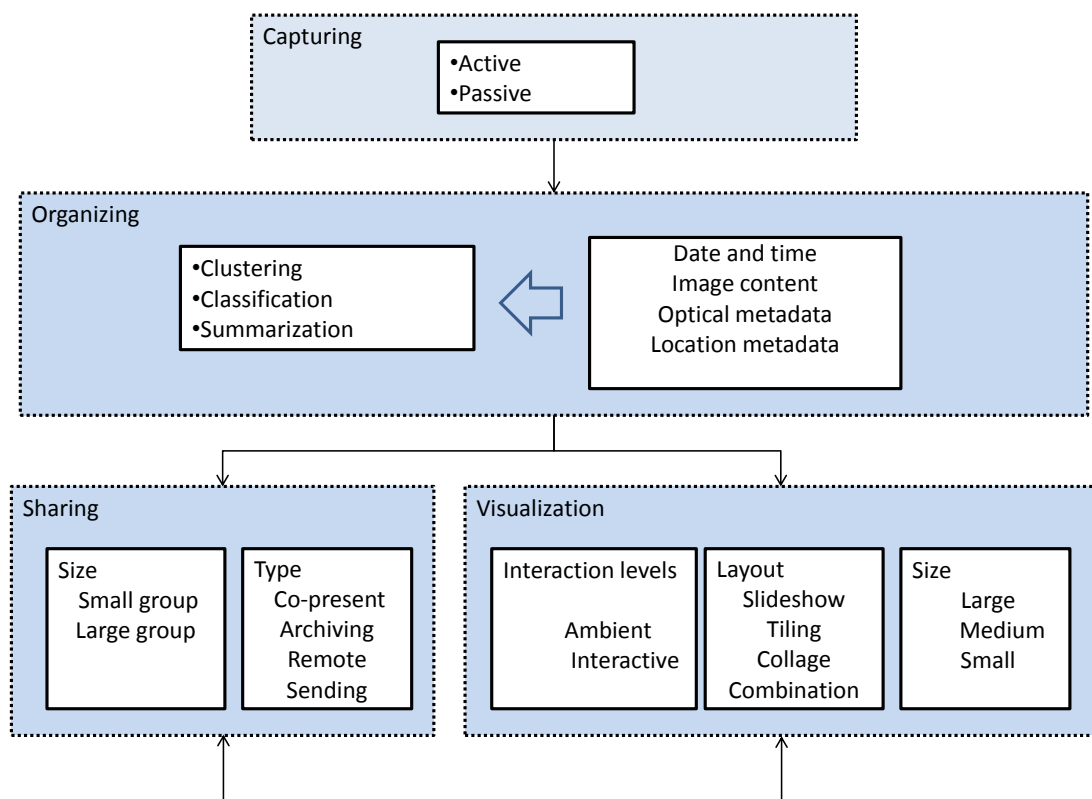 Capturing
•Active
•Passive
Organizing
•Clustering
•Classification
•Summarization
Date and time
Image content
Optical metadata
Location metadata
Sharing
Size
Small group
Large group
Type
Co-present
Archiving
Remote
Sending
Visualization
Interaction levels
Ambient
Interactive
Layout
Slideshow
Tiling
Collage
Combination
Size
Large
Medium
Small